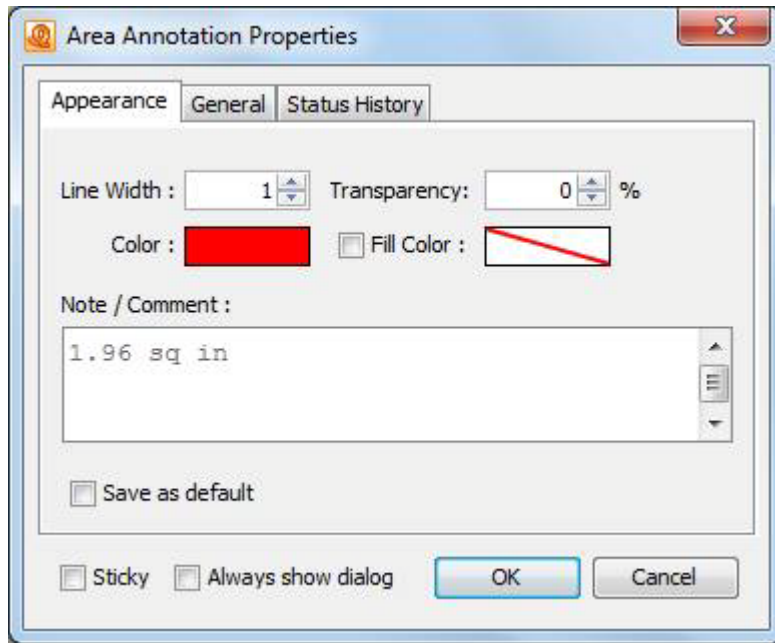 Area Annotation Properties
Appearance General Status History
Line Width : 1 Transparency: 0 %
Color : Fill Color :
Note / Comment :
1.96 sq in
Save as default
Sticky Always show dialog OK Cancel